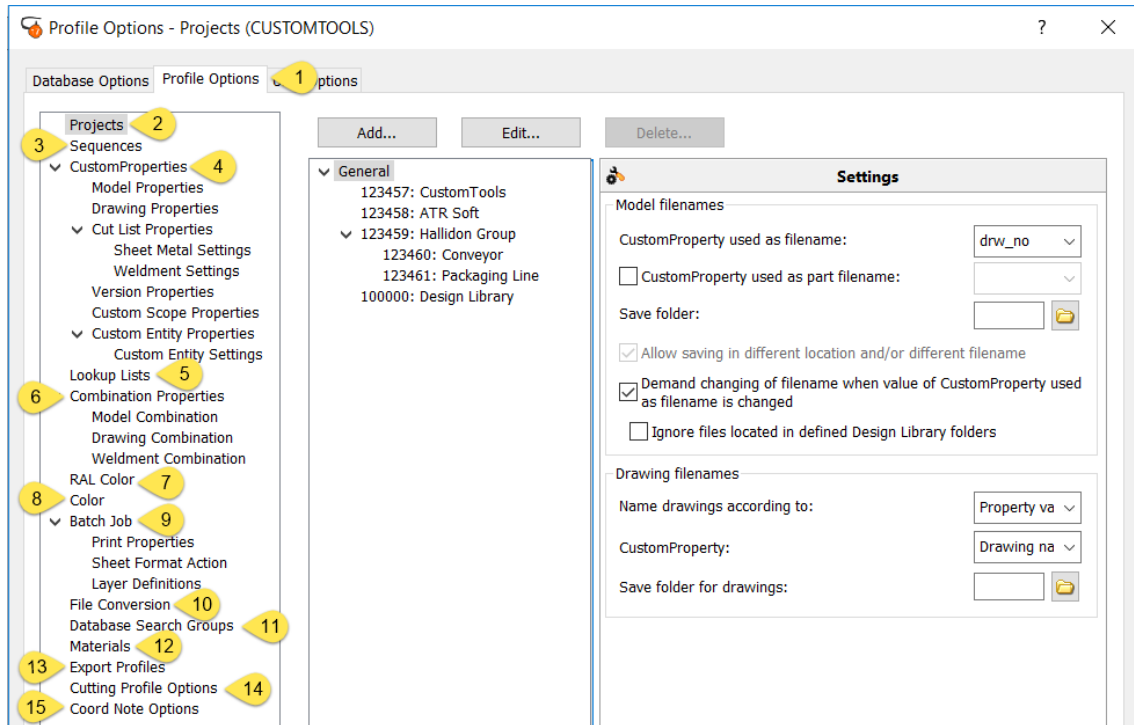 Profile Options - Projects (CUSTOMTOOLS)
?
Database Options
Profile Options
1
ptions
Projects
2
3
Sequences
CustomProperties
4
Model Properties
Drawing Properties
Cut List Properties
Sheet Metal Settings
Weldment Settings
Version Properties
Custom Scope Properties
Custom Entity Properties
Custom Entity Settings
Lookup Lists
5
6
Combination Properties
Model Combination
Drawing Combination
Weldment Combination
RAL Color
7
8
Color
Batch Job
9
Print Properties
Sheet Format Action
Layer Definitions
File Conversion
10
Database Search Groups
11
Materials
12
13
Export Profiles
Cutting Profile Options
14
15
Coord Note Options
Add...
Edit...
Delete...
General
123457: CustomTools
123458: ATR Soft
123459: Hallidon Group
123460: Conveyor
123461: Packaging Line
100000: Design Library
Settings
Model filenames
CustomProperty used as filename:
drw_no
CustomProperty used as part filename:
Save folder:
Allow saving in different location and/or different filename
Demand changing of filename when value of CustomProperty used
as filename is changed
Ignore files located in defined Design Library folders
Drawing filenames
Name drawings according to:
Property va
CustomProperty:
Drawing na
Save folder for drawings: